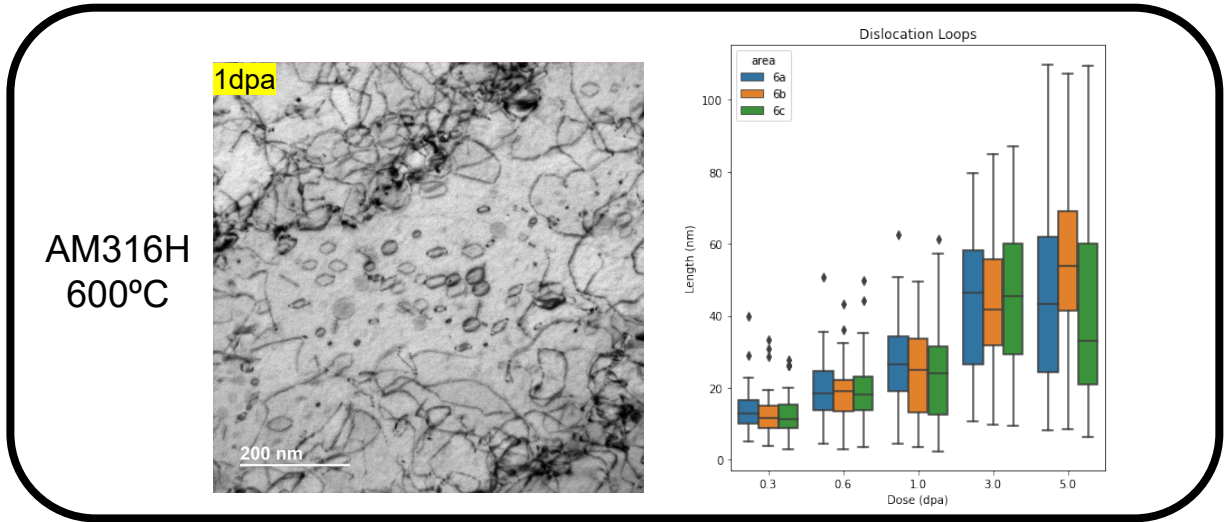 AM316H
600ºC
1dpa
200 nm
Dislocation Loops
area
6a
6b
6c
Length (nm)
100
80
60
40
20
0
0.3 0.6 1.0 3.0 5.0
Dose (dpa)